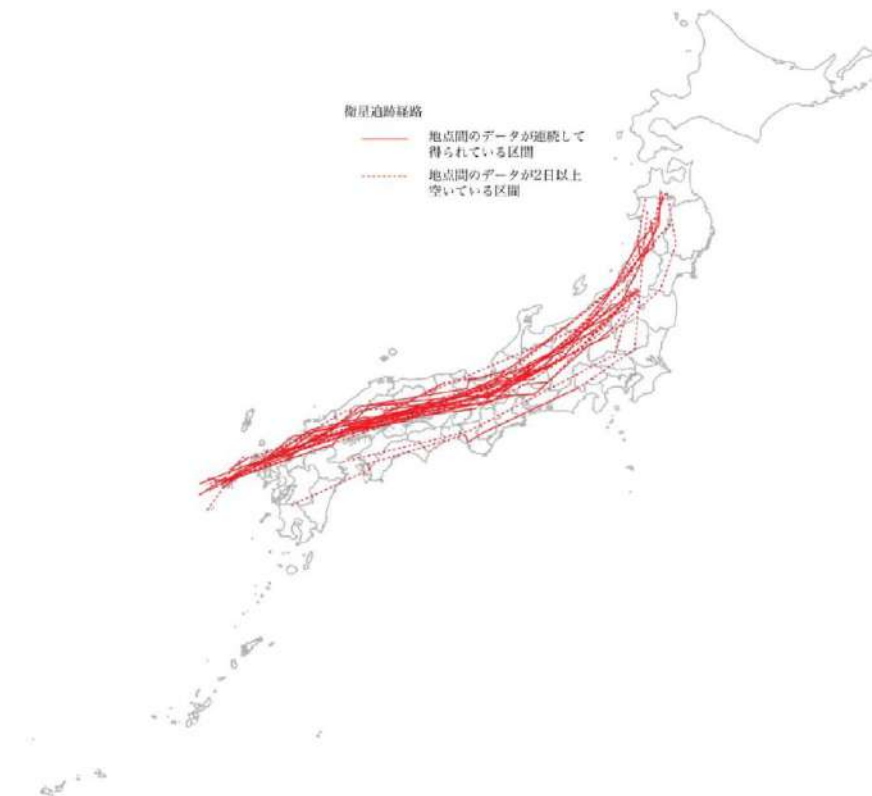 衛星追跡経路
地点間のデータが連続して
得られている区間
地点間のデータが2日以上
空いている区間